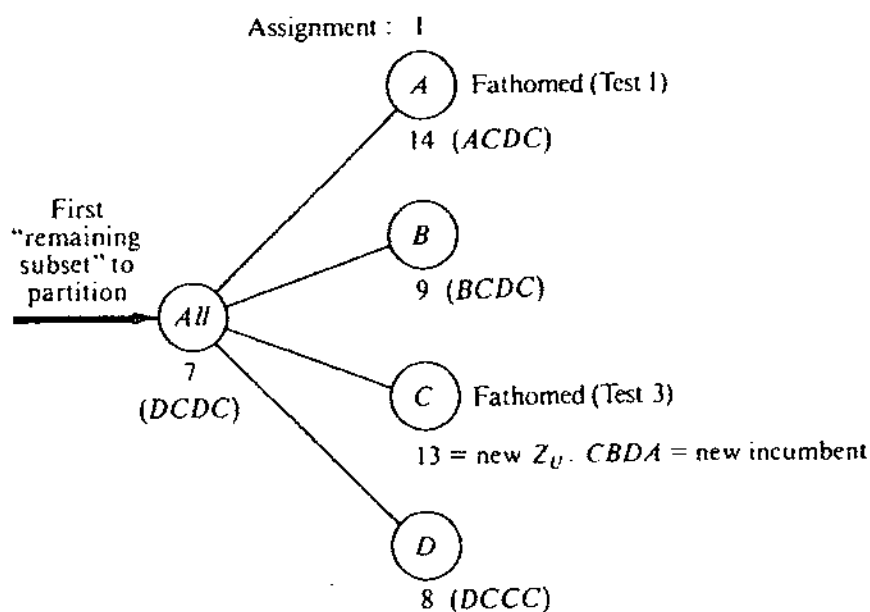 Assignment : 1
A Fathomed (Test 1)
14 (ACDC)
First
“remaining
subset” to
partition
B
9 (BCDC)
All
7
(DCDC)
C Fathomed (Test 3)
13 = new Z_U. CBDA = new incumbent
D
8 (DCCC)